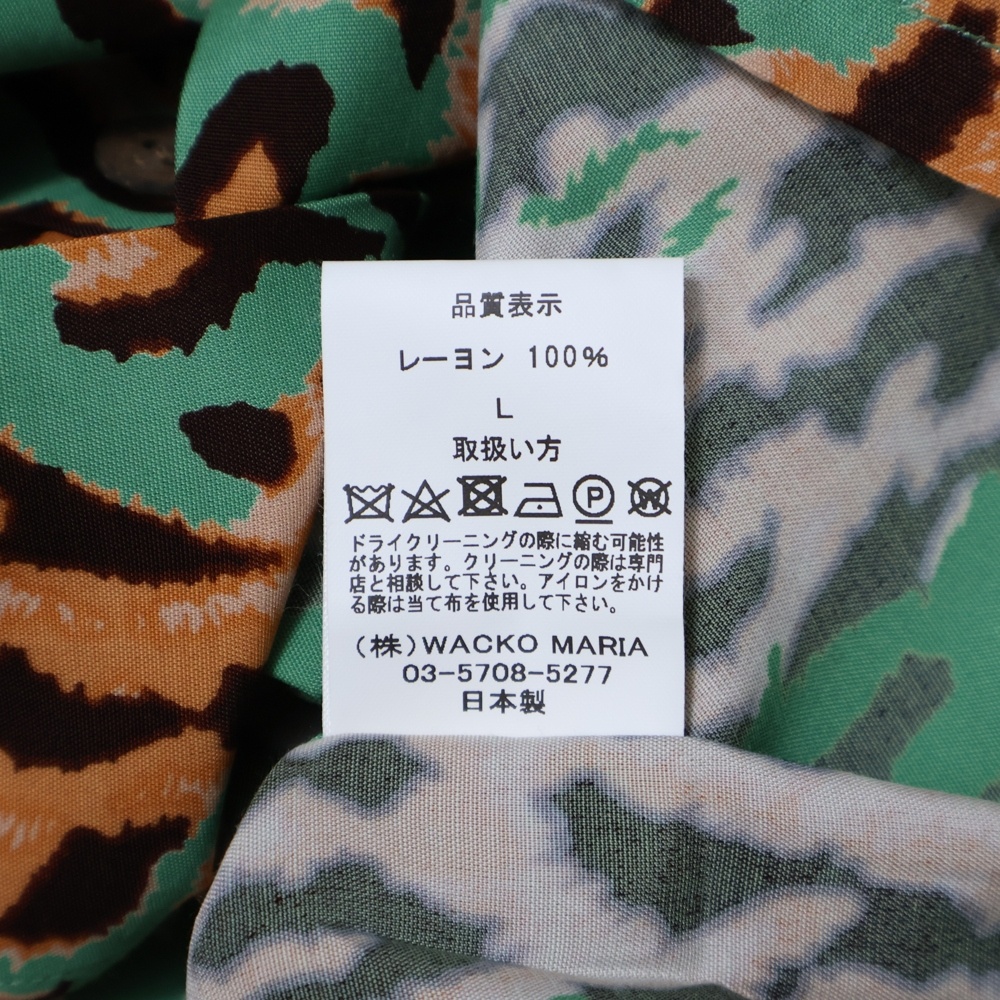 品質表示
レーヨン 100%
L
取扱い方
P W
ドライクリーニングの際に縮む可能性
があります。クリーニングの際は専門
店と相談して下さい。アイロンをかけ
る際は当て布を使用して下さい。
(株)WACKO MARIA
03-5708-5277
日本製